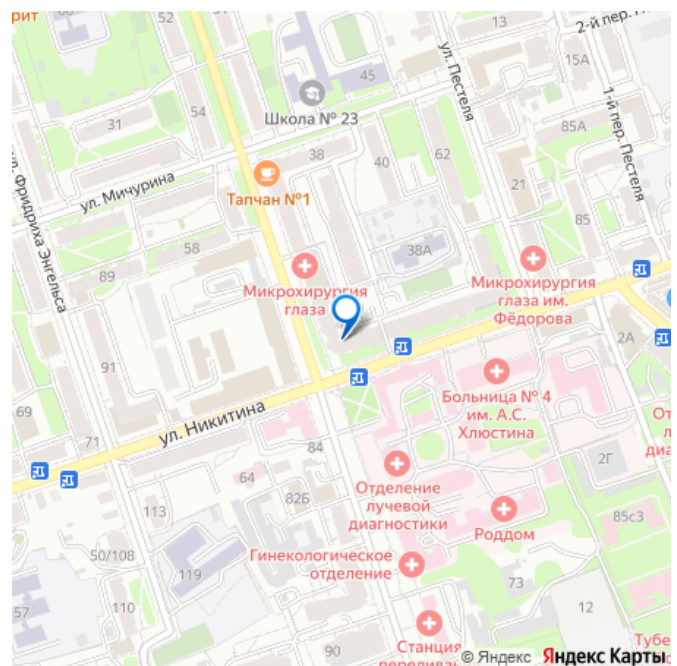 2-й пер. Пестеля
ул. Пестеля
15А
45
54
31
Школа № 23
1-й пер. Пестеля
85А
38
40
62
ул. Мичурина
Тапчан №1
21
85
ул. Фридриха Энгельса
58
38А
89
Микрохирургия
глаза
Микрохирургия
глаза им.
Фёдорова
2А
91
Больница № 4
им. А.С.
Хлюстина
69
ул. Никитина
71
84
64
Отделение
лучевой
диагностики
2Г
82Б
113
Роддом
85с3
50/108
Гинекологическое
отделение
119
73
57
110
12
90
Станция
© Яндекс Яндекс Карты